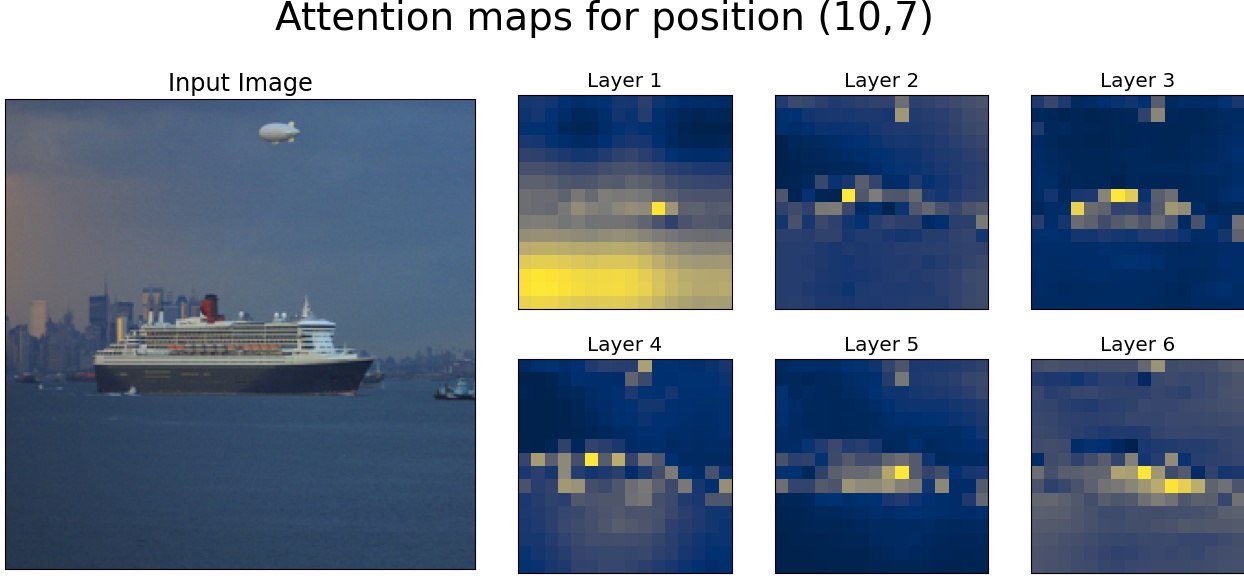 Attention maps for position (10,7)
Input Image
Layer 1
Layer 2
Layer 3
Layer 4
Layer 5
Layer 6